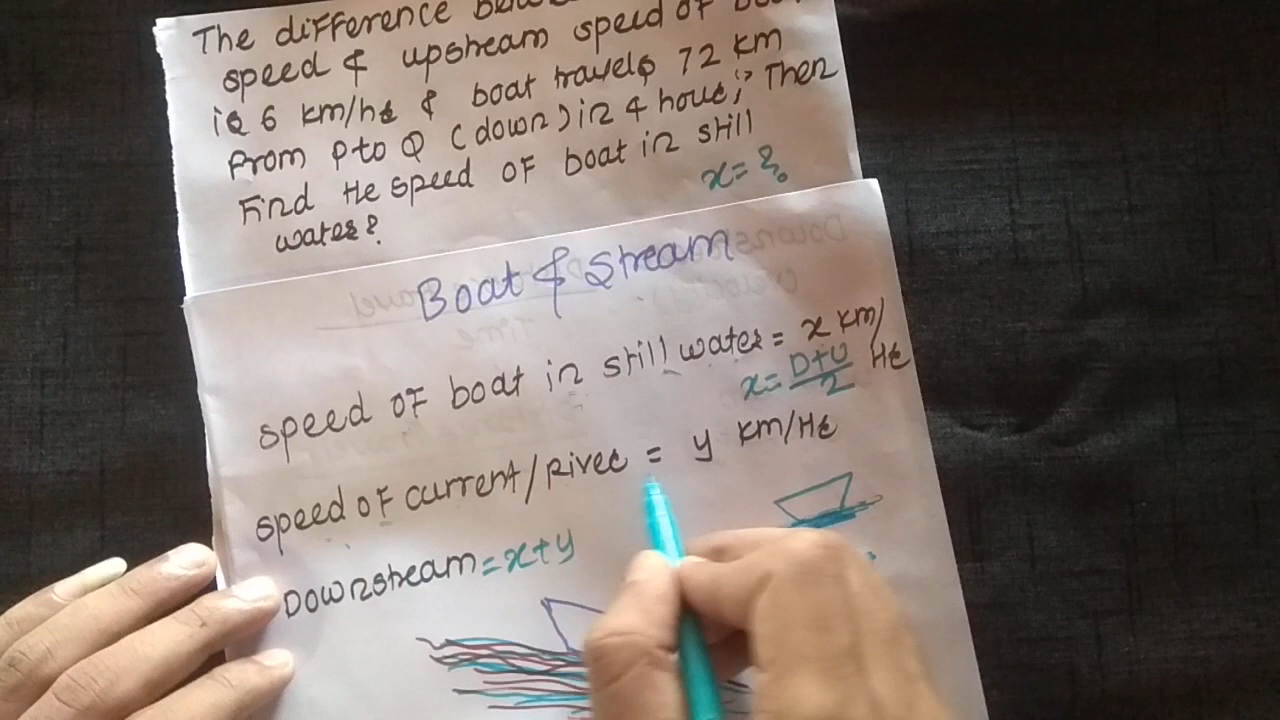 The difference
speed & upstream speed of
is 6 km/hr & boat travels 72 km
From P to Q (down) in 4 hour; Then
Find He speed of boat in still
water?
x = ?
Boat & Stream
speed of boat in still water = x km/
Hr
x = D+U/2
speed of current/River = y km/Hr
Downstream = x+y